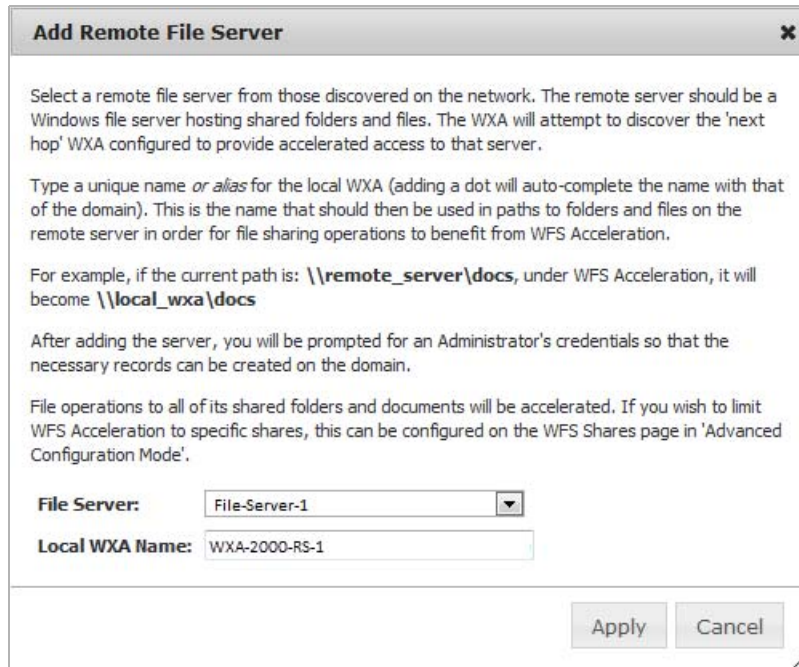 Add Remote File Server
Select a remote file server from those discovered on the network. The remote server should be a
Windows file server hosting shared folders and files. The WXA will attempt to discover the 'next
hop' WXA configured to provide accelerated access to that server.
Type a unique name or alias for the local WXA (adding a dot will auto-complete the name with that
of the domain). This is the name that should then be used in paths to folders and files on the
remote server in order for file sharing operations to benefit from WFS Acceleration.
For example, if the current path is: \\remote_server\docs, under WFS Acceleration, it will
become \\local_wxa\docs
After adding the server, you will be prompted for an Administrator's credentials so that the
necessary records can be created on the domain.
File operations to all of its shared folders and documents will be accelerated. If you wish to limit
WFS Acceleration to specific shares, this can be configured on the WFS Shares page in 'Advanced
Configuration Mode'.
File Server: File-Server-1
Local WXA Name: WXA-2000-RS-1
Apply Cancel